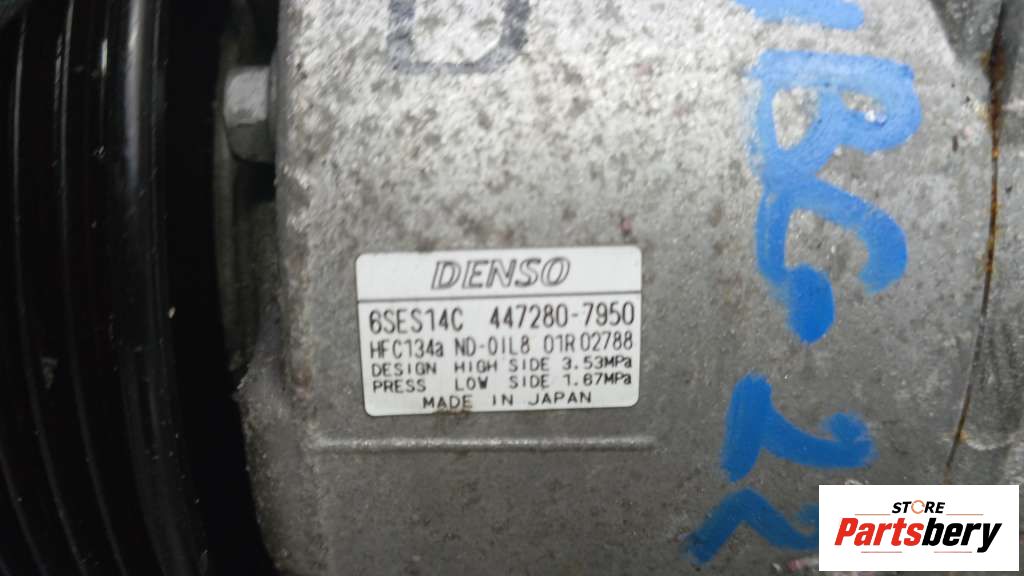 DENSO
6SES14C 447280-7950
HFC134a ND-OIL8 01R02788
DESIGN HIGH SIDE 3.53MPa
PRESS LOW SIDE 1.67MPa
MADE IN JAPAN
STORE
Partsbery